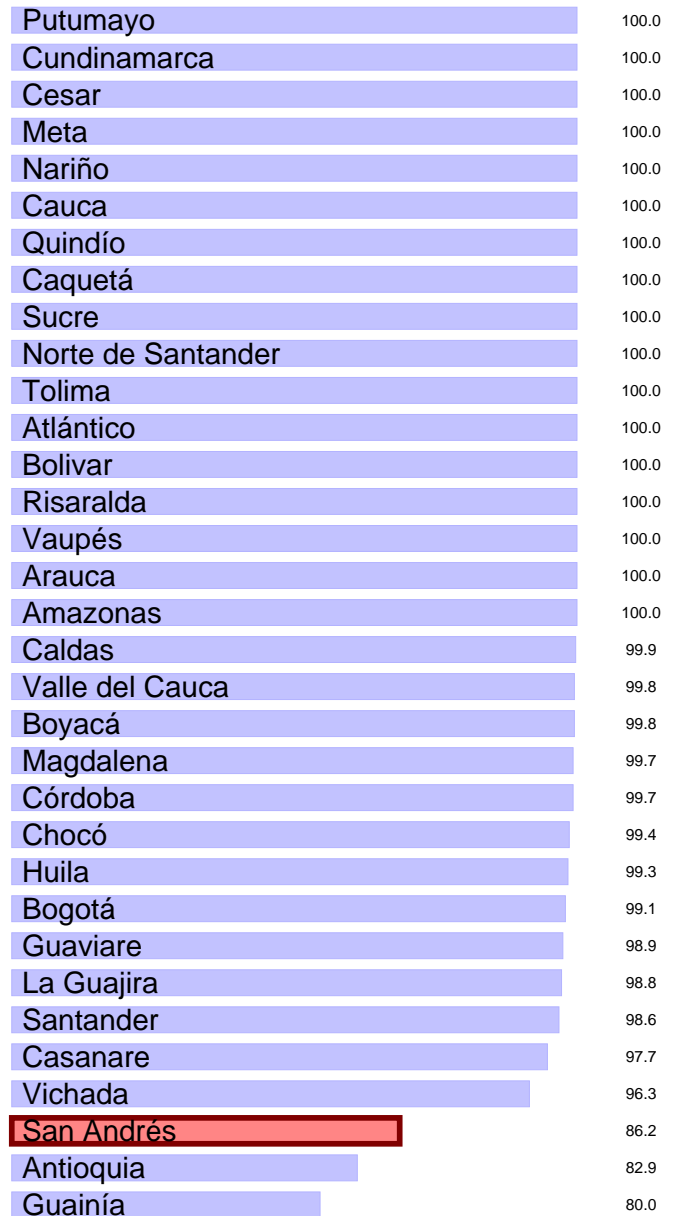 Putumayo 100.0
Cundinamarca 100.0
Cesar 100.0
Meta 100.0
Nariño 100.0
Cauca 100.0
Quindío 100.0
Caquetá 100.0
Sucre 100.0
Norte de Santander 100.0
Tolima 100.0
Atlántico 100.0
Bolivar 100.0
Risaralda 100.0
Vaupés 100.0
Arauca 100.0
Amazonas 100.0
Caldas 99.9
Valle del Cauca 99.8
Boyacá 99.8
Magdalena 99.7
Córdoba 99.7
Chocó 99.4
Huila 99.3
Bogotá 99.1
Guaviare 98.9
La Guajira 98.8
Santander 98.6
Casanare 97.7
Vichada 96.3
San Andrés 86.2
Antioquia 82.9
Guainía 80.0